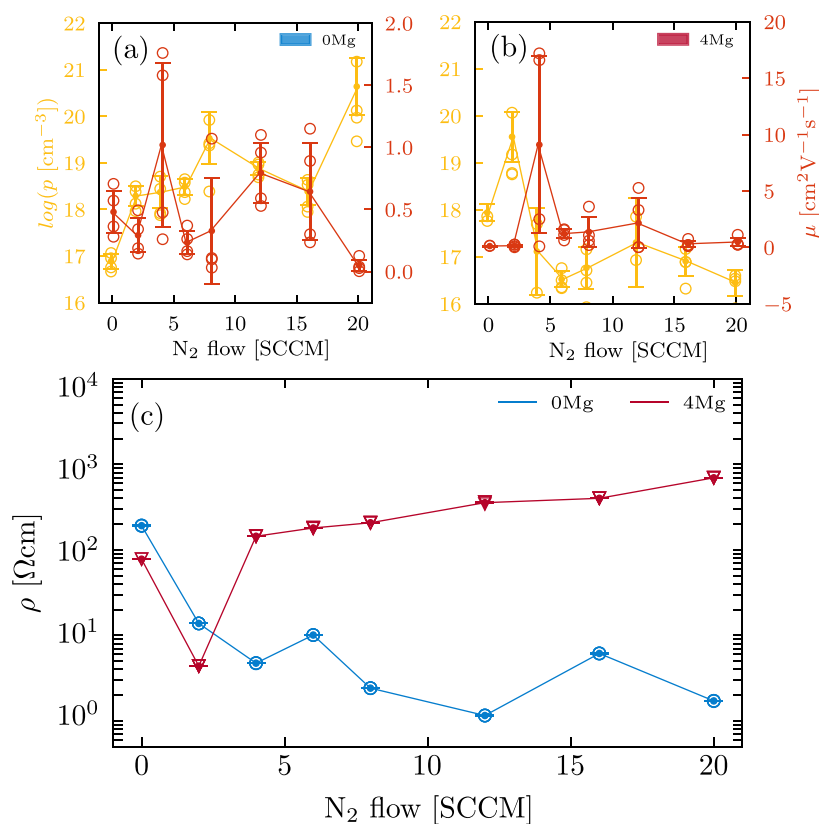 (a)
0Mg
22
21
20
19
18
17
16
log(p [cm⁻³])
2.0
1.5
1.0
0.5
0.0
0 5 10 15 20
N₂ flow [SCCM]
(b)
4Mg
22
21
20
19
18
17
16
20
15
10
5
0
−5
μ [cm²V⁻¹s⁻¹]
0 5 10 15 20
N₂ flow [SCCM]
(c)
0Mg 4Mg
10⁴
10³
10²
10¹
10⁰
ρ [Ωcm]
0 5 10 15 20
N₂ flow [SCCM]